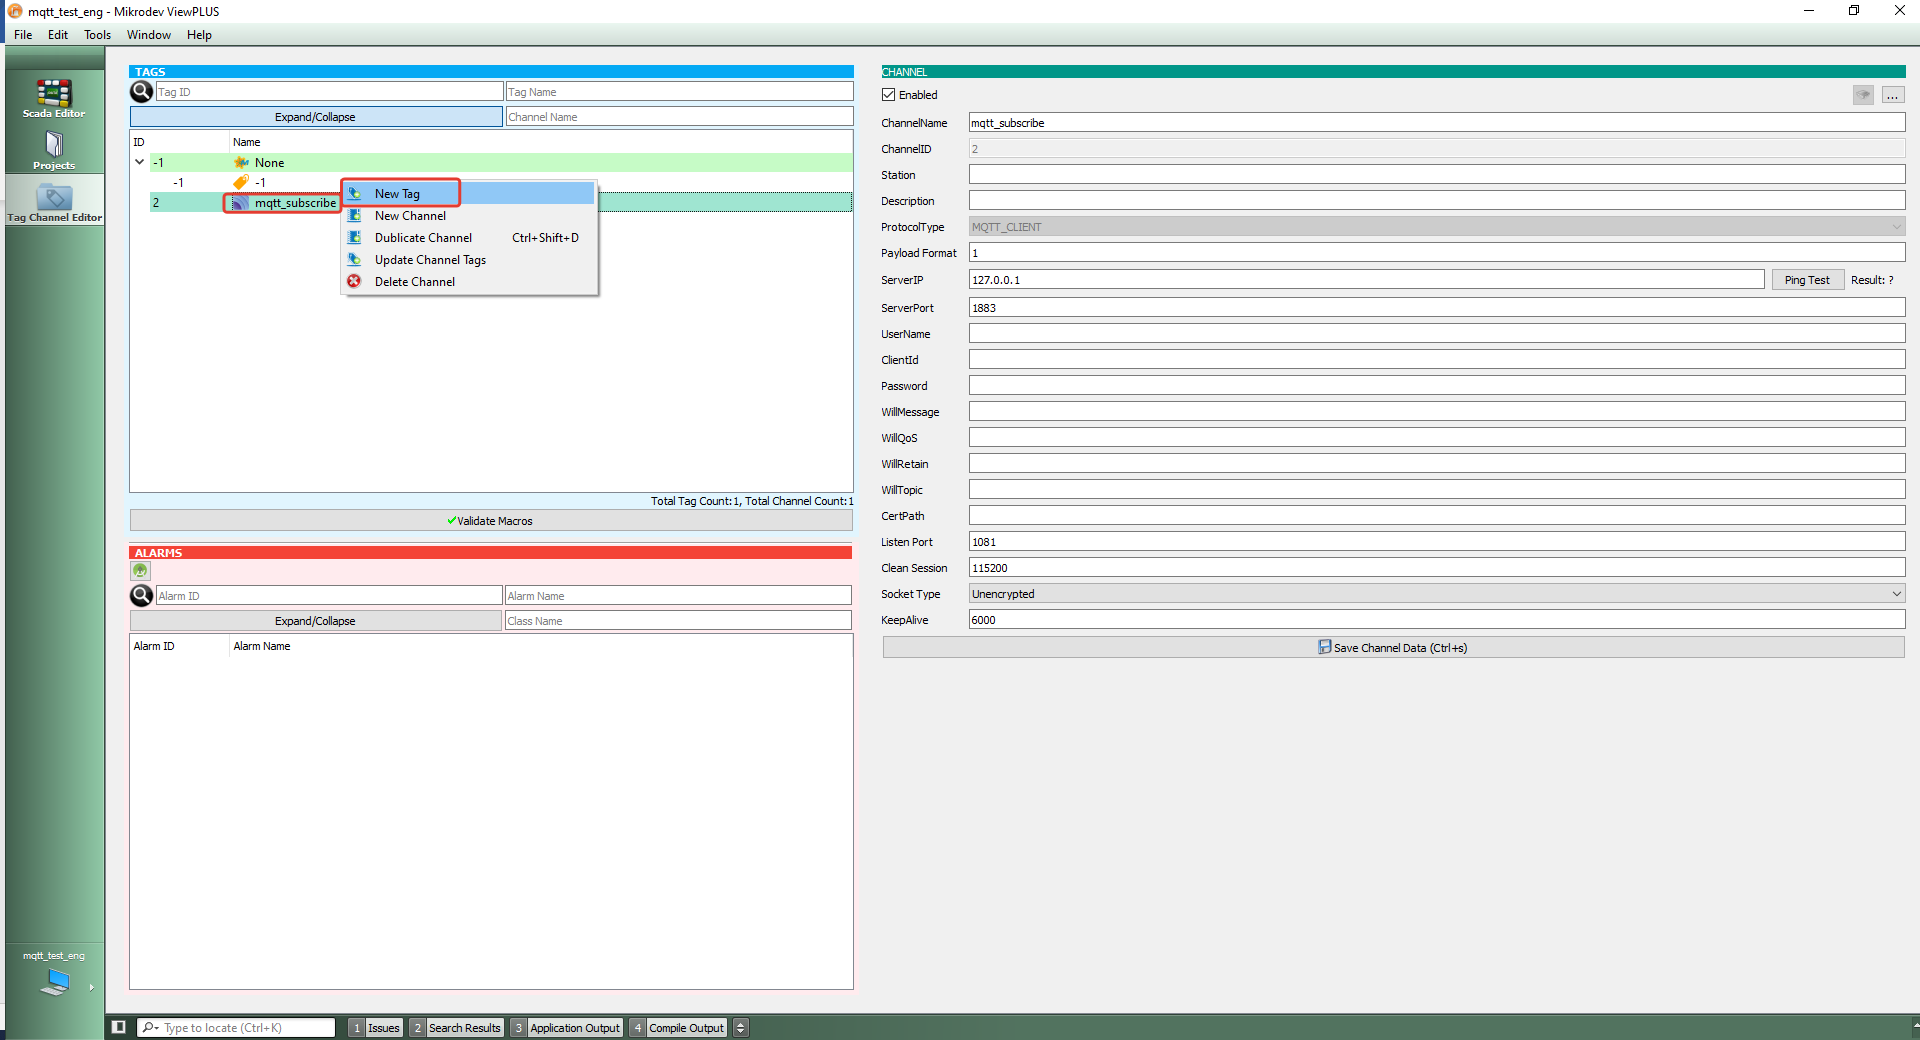 mqtt_test_eng - Mikrodev ViewPLUS
File Edit Tools Window Help
Scada Editor
Projects
Tag Channel Editor
mqtt_test_eng
TAGS
Tag ID Tag Name
Expand/Collapse Channel Name
ID Name
-1 None
-1 -1
2 mqtt_subscribe
New Tag
New Channel
Dublicate Channel Ctrl+Shift+D
Update Channel Tags
Delete Channel
Total Tag Count:1, Total Channel Count:1
Validate Macros
ALARMS
Alarm ID Alarm Name
Expand/Collapse Class Name
Alarm ID Alarm Name
CHANNEL
Enabled ...
ChannelName mqtt_subscribe
ChannelID 2
Station
Description
ProtocolType MQTT_CLIENT
Payload Format 1
ServerIP 127.0.0.1 Ping Test Result: ?
ServerPort 1883
UserName
ClientId
Password
WillMessage
WillQoS
WillRetain
WillTopic
CertPath
Listen Port 1081
Clean Session 115200
Socket Type Unencrypted
KeepAlive 6000
Save Channel Data (Ctrl+s)
Type to locate (Ctrl+K) 1 Issues 2 Search Results 3 Application Output 4 Compile Output